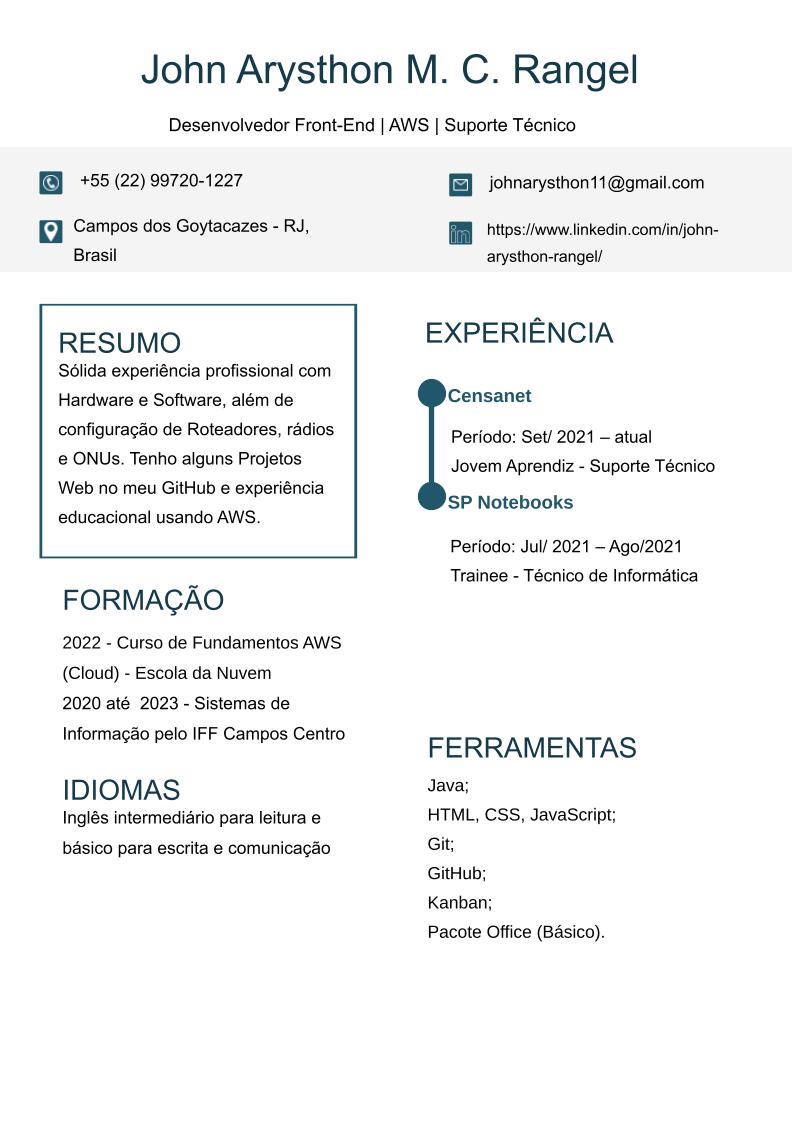 John Arysthon M. C. Rangel
Desenvolvedor Front-End | AWS | Suporte Técnico
+55 (22) 99720-1227
johnarysthon11@gmail.com
Campos dos Goytacazes - RJ,
Brasil
https://www.linkedin.com/in/john-
arysthon-rangel/
RESUMO
Sólida experiência profissional com
Hardware e Software, além de
configuração de Roteadores, rádios
e ONUs. Tenho alguns Projetos
Web no meu GitHub e experiência
educacional usando AWS.
FORMAÇÃO
2022 - Curso de Fundamentos AWS
(Cloud) - Escola da Nuvem
2020 até  2023 - Sistemas de
Informação pelo IFF Campos Centro
IDIOMAS
Inglês intermediário para leitura e
básico para escrita e comunicação
EXPERIÊNCIA
Censanet
Período: Set/ 2021 – atual
Jovem Aprendiz - Suporte Técnico
SP Notebooks
Período: Jul/ 2021 – Ago/2021
Trainee - Técnico de Informática
FERRAMENTAS
Java;
HTML, CSS, JavaScript;
Git;
GitHub;
Kanban;
Pacote Office (Básico).